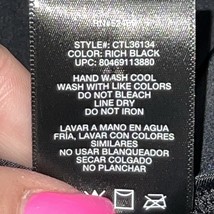 STYLE#: CTL36134
COLOR: RICH BLACK
UPC: 80469113880
HAND WASH COOL
WASH WITH LIKE COLORS
DO NOT BLEACH
LINE DRY
DO NOT IRON
LAVAR A MANO EN AGUA
FRIA, LAVAR CON COLORES
SIMILARES
NO USAR BLANQUEADOR
SECAR COLGADO
NO PLANCHAR